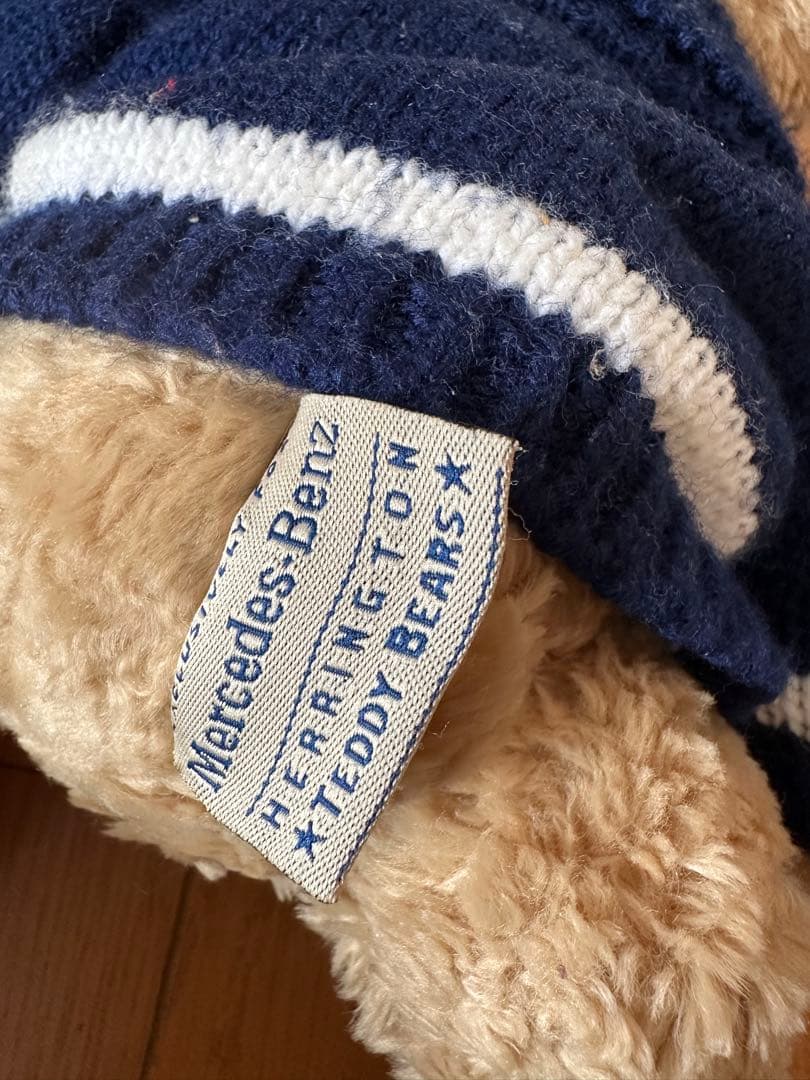 Mercedes-Benz
HERRINGTON
★TEDDY BEARS★